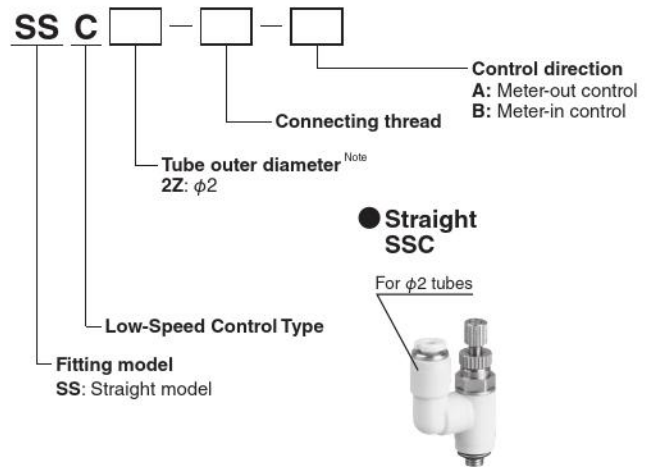 SS C □ — □ — □
Control direction
A: Meter-out control
B: Meter-in control
Connecting thread
Tube outer diameter Note
2Z: ϕ2
● Straight
SSC
For ϕ2 tubes
Low-Speed Control Type
Fitting model
SS: Straight model